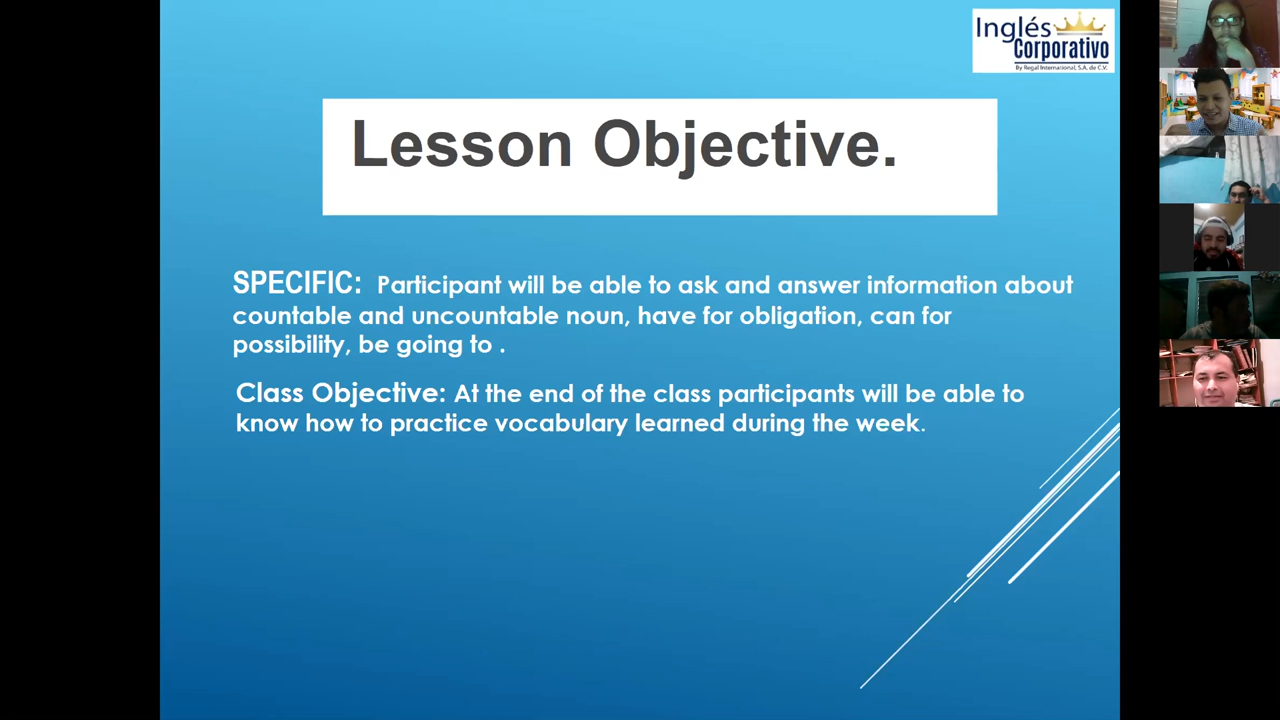 Inglés
Corporativo
By Regal International, S.A. de C.V.
Lesson Objective.
SPECIFIC: Participant will be able to ask and answer information about
countable and uncountable noun, have for obligation, can for
possibility, be going to .
Class Objective: At the end of the class participants will be able to
know how to practice vocabulary learned during the week.